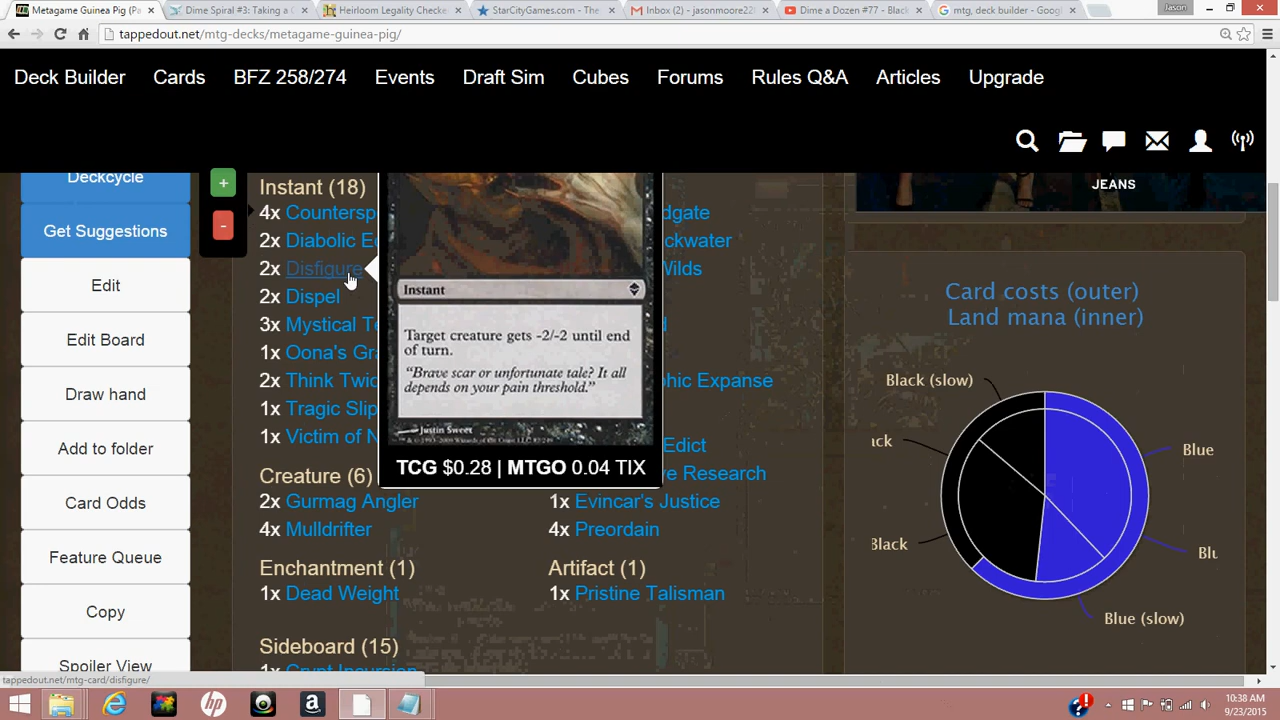 Metagame Guinea Pig (Pa
Dime Spiral #3: Taking a C
Heirloom Legality Checke
StarCityGames.com - The
Inbox (2) - jasonmoore22
Dime a Dozen #77 - Black
mtg, deck builder - Goog
Jason
tappedout.net/mtg-decks/metagame-guinea-pig/
Deck Builder
Cards
BFZ 258/274
Events
Draft Sim
Cubes
Forums
Rules Q&A
Articles
Upgrade
Deckcycle
Get Suggestions
Edit
Edit Board
Draw hand
Add to folder
Card Odds
Feature Queue
Copy
Spoiler View
+
-
Instant (18)
4x Countersp
2x Diabolic E
2x Disfigure
2x Dispel
3x Mystical Te
1x Oona's Gra
2x Think Twic
1x Tragic Slip
1x Victim of N
Creature (6)
2x Gurmag Angler
4x Mulldrifter
Enchantment (1)
1x Dead Weight
Sideboard (15)
1x Crypt Incursion
Instant
Target creature gets -2/-2 until end
of turn.
“Brave scar or unfortunate tale? It all
depends on your pain threshold.”
Justin Sweet
TCG $0.28 | MTGO 0.04 TIX
dgate
ckwater
Wilds
d
phic Expanse
Edict
ve Research
1x Evincar's Justice
4x Preordain
Artifact (1)
1x Pristine Talisman
JEANS
Card costs (outer)
Land mana (inner)
Black (slow)
ack
Black
Blue
Blu
Blue (slow)
tappedout.net/mtg-card/disfigure/
10:38 AM
9/23/2015